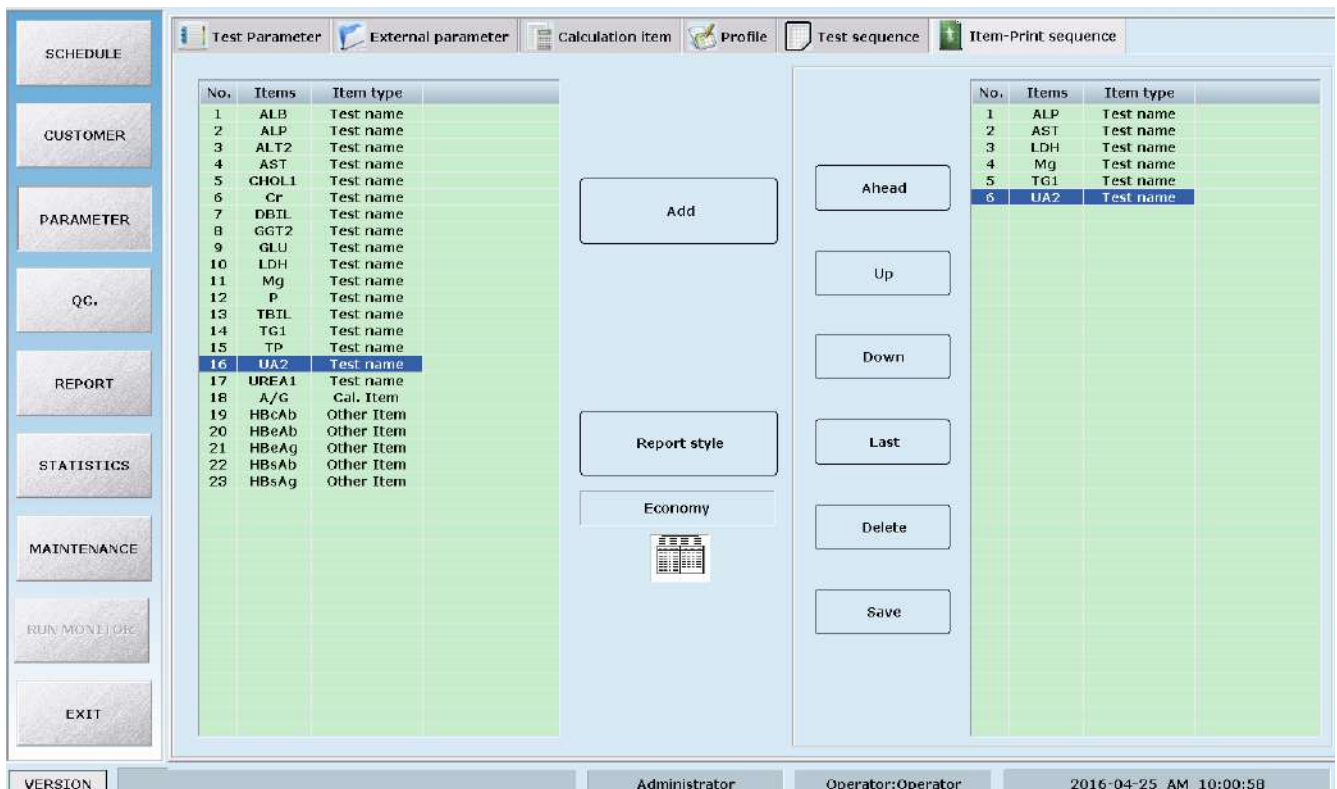 SCHEDULE
CUSTOMER
PARAMETER
QC.
REPORT
STATISTICS
MAINTENANCE
RUN MONITOR
EXIT
Test Parameter External parameter Calculation item Profile Test sequence Item-Print sequence
No. Items Item type
1 ALB Test name
2 ALP Test name
3 ALT2 Test name
4 AST Test name
5 CHOL1 Test name
6 Cr Test name
7 DBIL Test name
8 GGT2 Test name
9 GLU Test name
10 LDH Test name
11 Mg Test name
12 P Test name
13 TBIL Test name
14 TG1 Test name
15 TP Test name
16 UA2 Test name
17 UREA1 Test name
18 A/G Cal. Item
19 HBcAb Other Item
20 HBeAb Other Item
21 HBeAg Other Item
22 HBsAb Other Item
23 HBsAg Other Item
Add
Report style
Economy
Ahead
Up
Down
Last
Delete
Save
No. Items Item type
1 ALP Test name
2 AST Test name
3 LDH Test name
4 Mg Test name
5 TG1 Test name
6 UA2 Test name
VERSION Administrator Operator:Operator 2016-04-25 AM 10:00:58